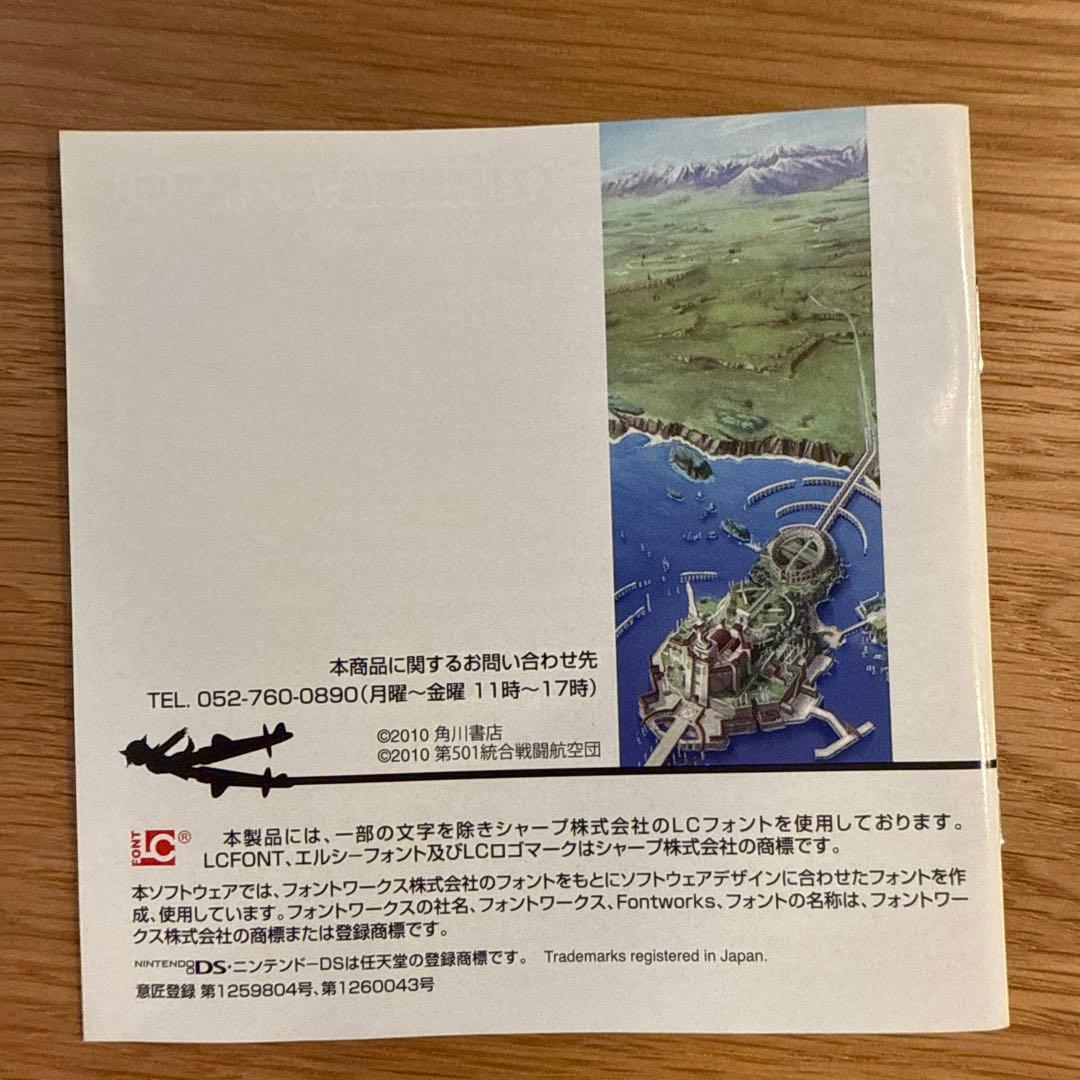 本商品に関するお問い合わせ先
TEL. 052-760-0890（月曜～金曜 11時～17時）
©2010 角川書店
©2010 第501統合戦闘航空団
FONT LC® 本製品には、一部の文字を除きシャープ株式会社のLCフォントを使用しております。
LCFONT、エルシーフォント及びLCロゴマークはシャープ株式会社の商標です。
本ソフトウェアでは、フォントワークス株式会社のフォントをもとにソフトウェアデザインに合わせたフォントを作
成、使用しています。フォントワークスの社名、フォントワークス、Fontworks、フォントの名称は、フォントワー
クス株式会社の商標または登録商標です。
NINTENDO DS・ニンテンドーDSは任天堂の登録商標です。 Trademarks registered in Japan.
意匠登録 第1259804号、第1260043号